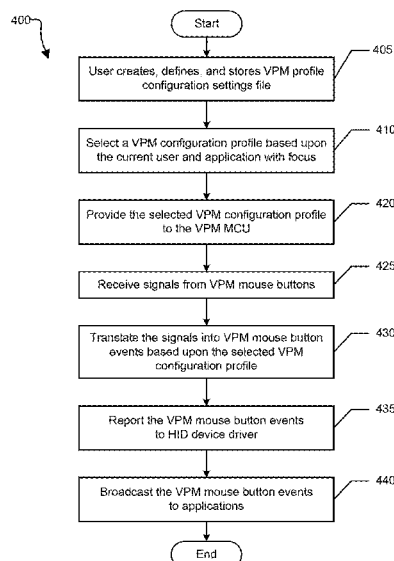 400
Start
User creates, defines, and stores VPM profile
configuration settings file
405
Select a VPM configuration profile based upon
the current user and application with focus
410
Provide the selected VPM configuration profile
to the VPM MCU
420
Receive signals from VPM mouse buttons
425
Translate the signals into VPM mouse button
events based upon the selected VPM
configuration profile
430
Report the VPM mouse button events
to HID device driver
435
Broadcast the VPM mouse button events
to applications
440
End